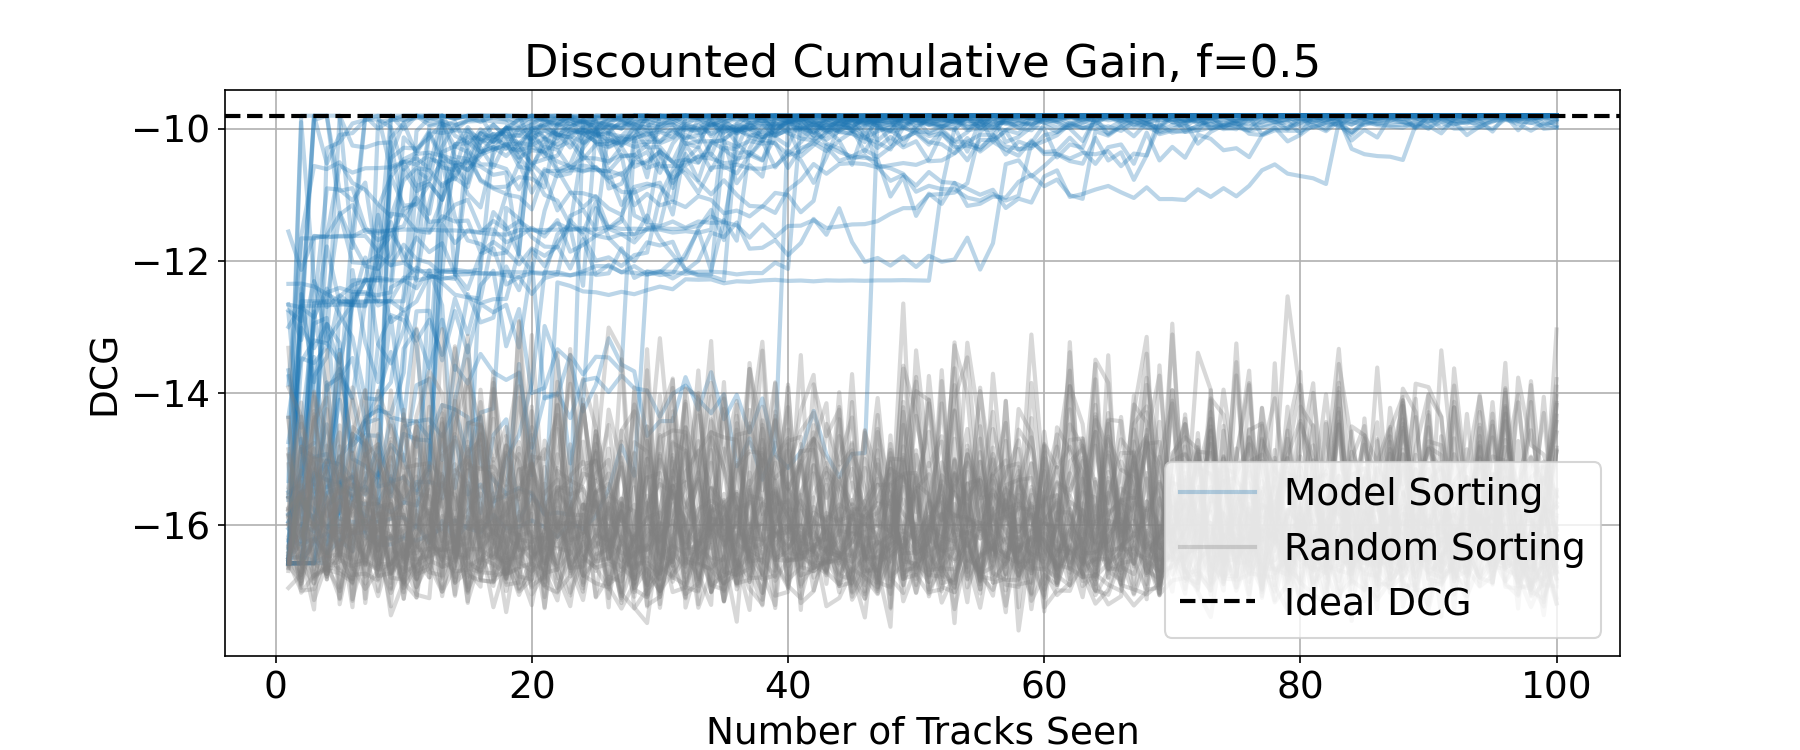 Discounted Cumulative Gain, f=0.5
DCG
−10
−12
−14
−16
Model Sorting
Random Sorting
Ideal DCG
0 20 40 60 80 100
Number of Tracks Seen